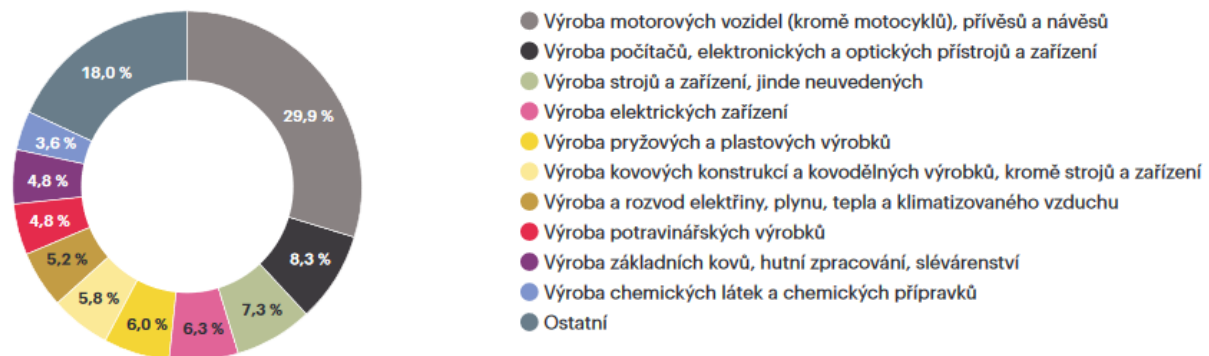 18,0 %
29,9 %
3,6 %
4,8 %
4,8 %
5,2 %
5,8 %
6,0 %
6,3 %
7,3 %
8,3 %
Výroba motorových vozidel (kromě motocyklů), přívěsů a návěsů
Výroba počítačů, elektronických a optických přístrojů a zařízení
Výroba strojů a zařízení, jinde neuvedených
Výroba elektrických zařízení
Výroba pryžových a plastových výrobků
Výroba kovových konstrukcí a kovodělných výrobků, kromě strojů a zařízení
Výroba a rozvod elektřiny, plynu, tepla a klimatizovaného vzduchu
Výroba potravinářských výrobků
Výroba základních kovů, hutní zpracování, slévárenství
Výroba chemických látek a chemických přípravků
Ostatní